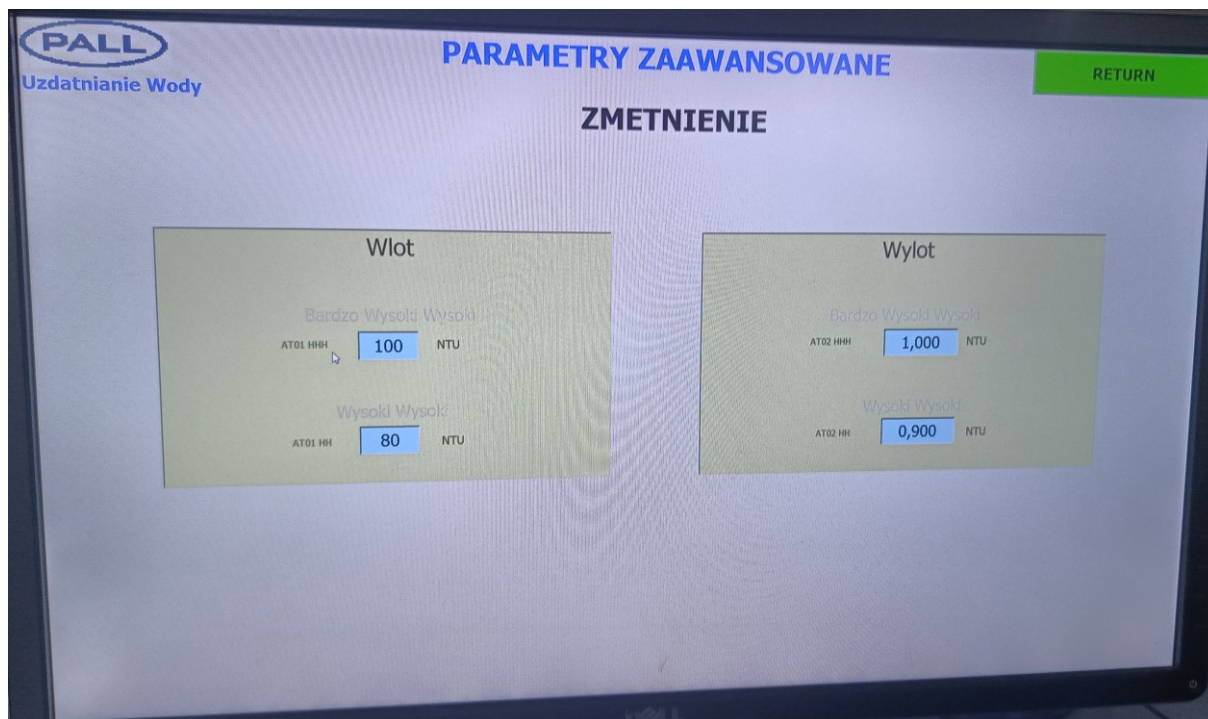 PALL
Uzdatnianie Wody
PARAMETRY ZAAWANSOWANE
RETURN
ZMETNIENIE
Wlot
Bardzo Wysoki Wysoki
AT01 HHH 100 NTU
Wysoki Wysoki
AT01 HH 80 NTU
Wylot
Bardzo Wysoki Wysoki
AT02 HHH 1,000 NTU
Wysoki Wysoki
AT02 HH 0,900 NTU
DELL